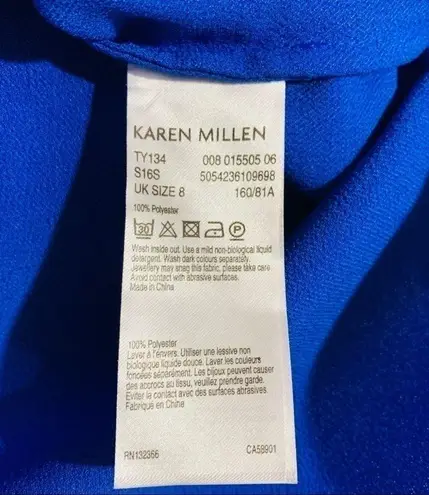 KAREN MILLEN
TY134 008 015505 06
S16S 5054236109698
UK SIZE 8 160/81A
100% Polyester
30 P
Wash inside out. Use a mild non-biological liquid
detergent. Wash dark colours separately.
Jewellery may snag this fabric, please take care.
Avoid contact with abrasive surfaces.
Made in China
100% Polyester
Laver à l'envers. Utiliser une lessive non
biologique liquide douce. Laver les couleurs
foncées séparément. Les bijoux peuvent causer
des accrocs au tissu, veuillez prendre garde.
Eviter le contact avec des surfaces abrasives
Fabrique en China
RN132366 CA58901